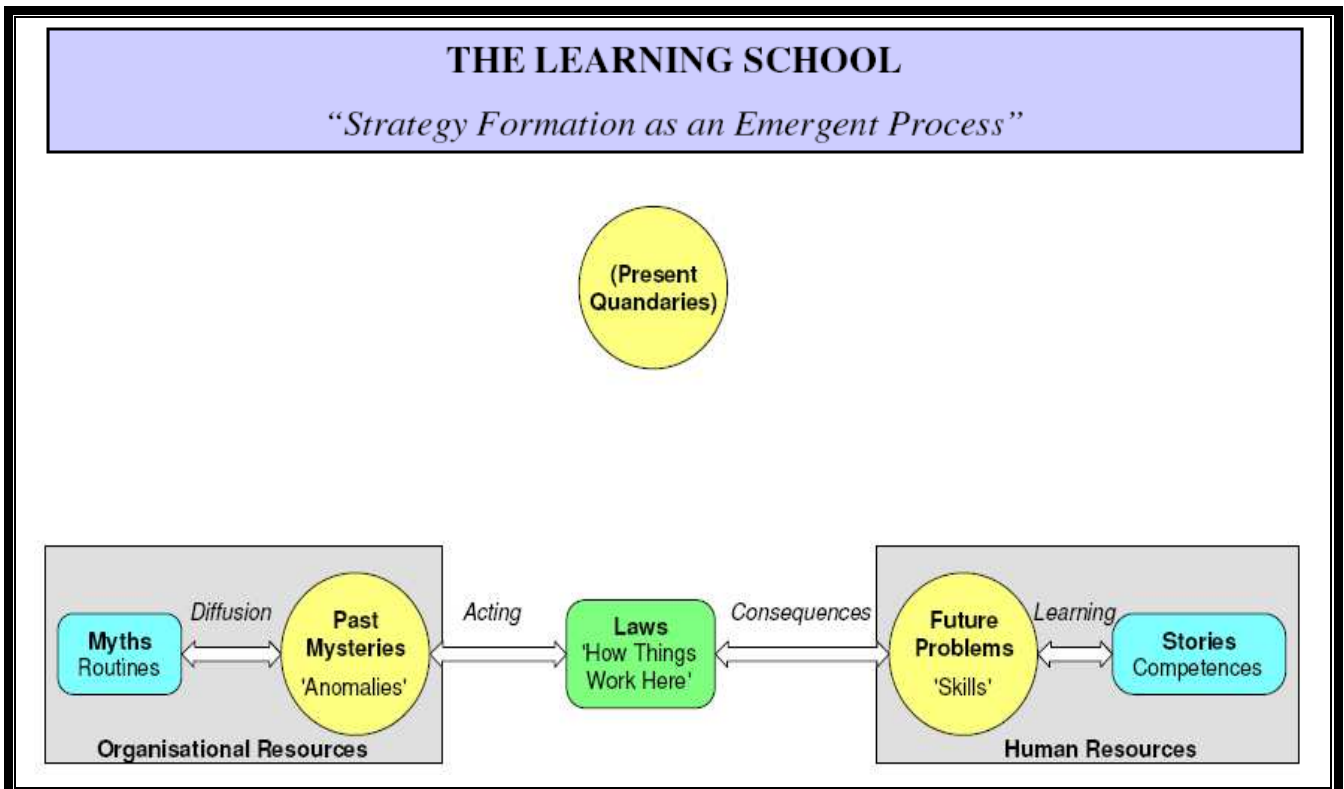 THE LEARNING SCHOOL
“Strategy Formation as an Emergent Process”
(Present
Quandaries)
Myths
Routines
Diffusion
Past
Mysteries
'Anomalies'
Organisational Resources
Acting
Laws
'How Things
Work Here'
Consequences
Future
Problems
'Skills'
Learning
Stories
Competences
Human Resources